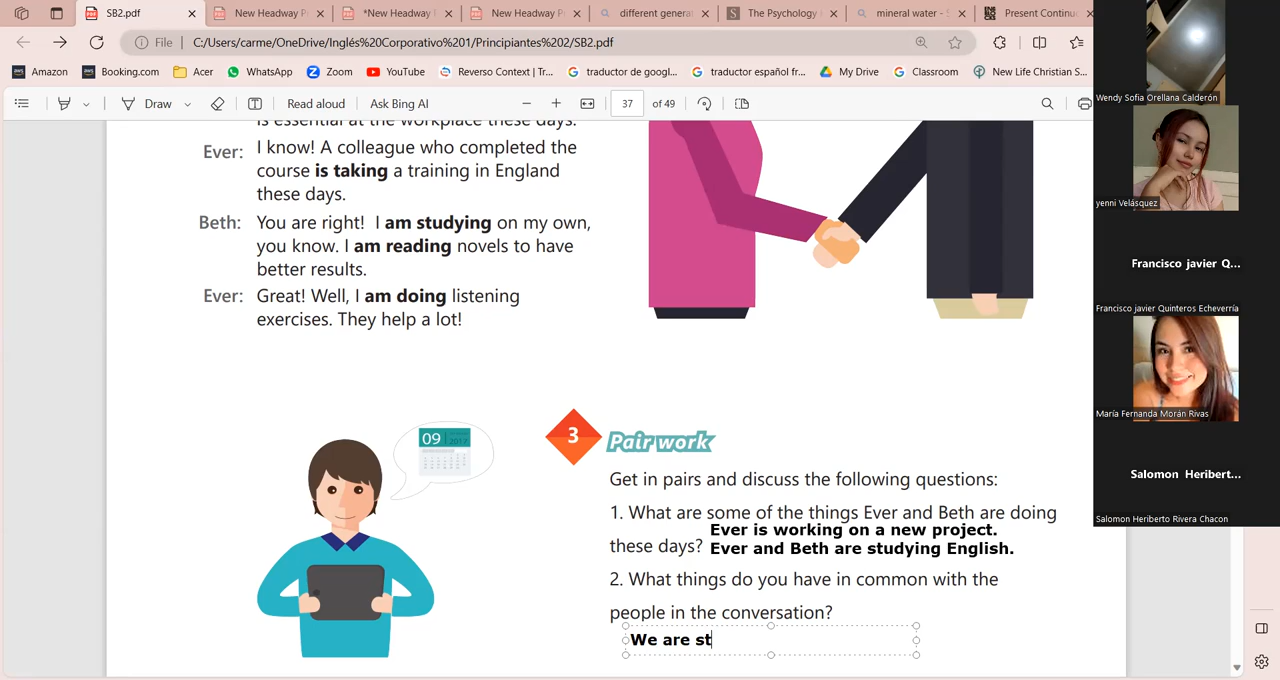 SB2.pdf
New Headway P
*New Headway I
New Headway P
different genera
The Psychology
mineral water - S
Present Continu
File
C:/Users/carme/OneDrive/Inglés%20Corporativo%201/Principiantes%202/SB2.pdf
Amazon
Booking.com
Acer
WhatsApp
Zoom
YouTube
Reverso Context | Tr...
traductor de googl...
traductor español fr...
My Drive
Classroom
New Life Christian S...
Draw
Read aloud
Ask Bing AI
37
of 49
is essential at the workplace these days.
Ever: I know! A colleague who completed the
course is taking a training in England
these days.
Beth: You are right! I am studying on my own,
you know. I am reading novels to have
better results.
Ever: Great! Well, I am doing listening
exercises. They help a lot!
09
2017
3
Pair work
Get in pairs and discuss the following questions:
1. What are some of the things Ever and Beth are doing
Ever is working on a new project.
these days? Ever and Beth are studying English.
2. What things do you have in common with the
people in the conversation?
We are st
Wendy Sofia Orellana Calderón
yenni Velásquez
Francisco javier Q...
Francisco javier Quinteros Echeverría
María Fernanda Morán Rivas
Salomon Heribert...
Salomon Heriberto Rivera Chacon